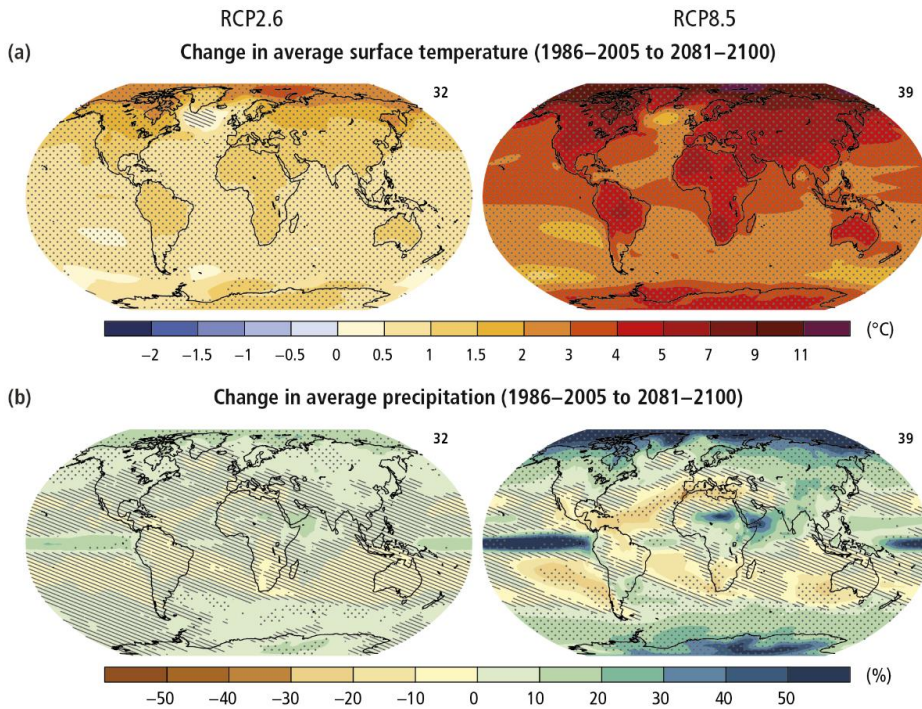 RCP2.6 RCP8.5
(a) Change in average surface temperature (1986–2005 to 2081–2100)
32 39
(°C)
−2 −1.5 −1 −0.5 0 0.5 1 1.5 2 3 4 5 7 9 11
(b) Change in average precipitation (1986–2005 to 2081–2100)
32 39
(%)
−50 −40 −30 −20 −10 0 10 20 30 40 50